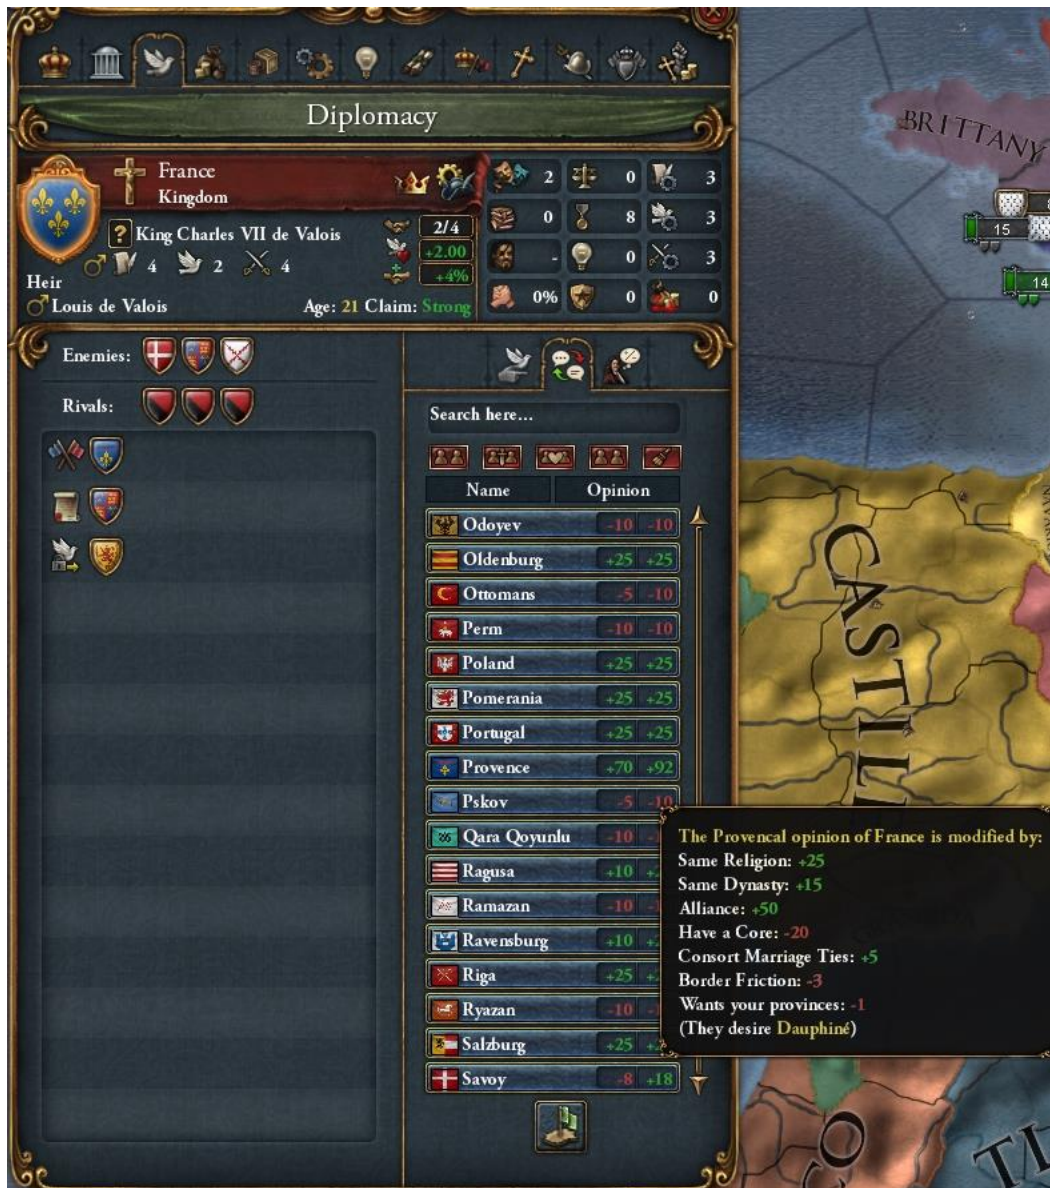 Diplomacy
France
Kingdom
? King Charles VII de Valois
4 2 4
Heir
Louis de Valois
Age: 21 Claim: Strong
2/4
+2.00
+4%
2 0 3
0 8 3
- 0 3
0% 0 0
Enemies:
Rivals:
Search here...
Name Opinion
Odoyev -10 -10
Oldenburg +25 +25
Ottomans -5 -10
Perm -10 -10
Poland +25 +25
Pomerania +25 +25
Portugal +25 +25
Provence +70 +92
Pskov -5 -10
Qara Qoyunlu -10
Ragusa +10
Ramazan -10
Ravensburg +10
Riga +25
Ryazan -10
Salzburg +25
Savoy -8 +18
The Provencal opinion of France is modified by:
Same Religion: +25
Same Dynasty: +15
Alliance: +50
Have a Core: -20
Consort Marriage Ties: +5
Border Friction: -3
Wants your provinces: -1
(They desire Dauphiné)
BRITTANY
15
14
CASTIL